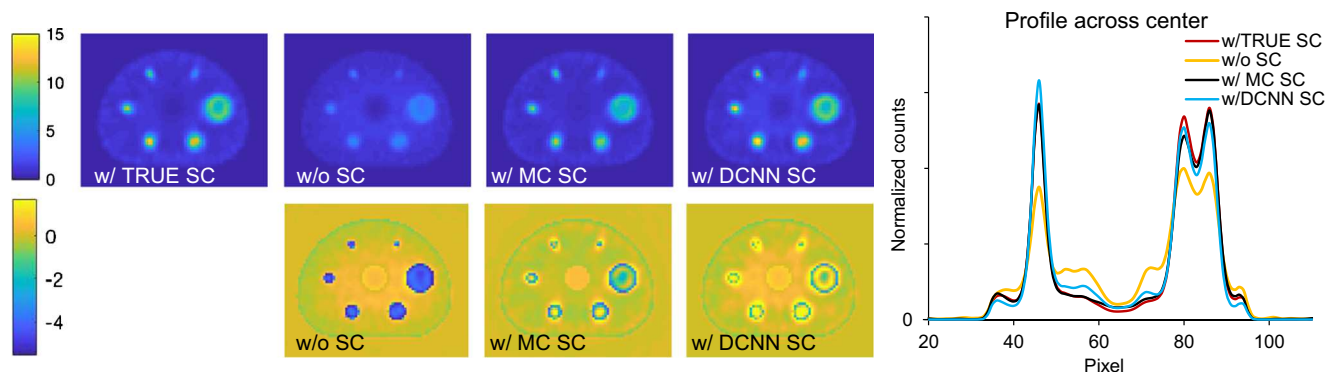 15
10
5
0
w/ TRUE SC
w/o SC
w/ MC SC
w/ DCNN SC
0
-2
-4
w/o SC
w/ MC SC
w/ DCNN SC
Profile across center
w/TRUE SC
w/o SC
w/ MC SC
w/DCNN SC
Normalized counts
0
20
40
60
80
100
Pixel